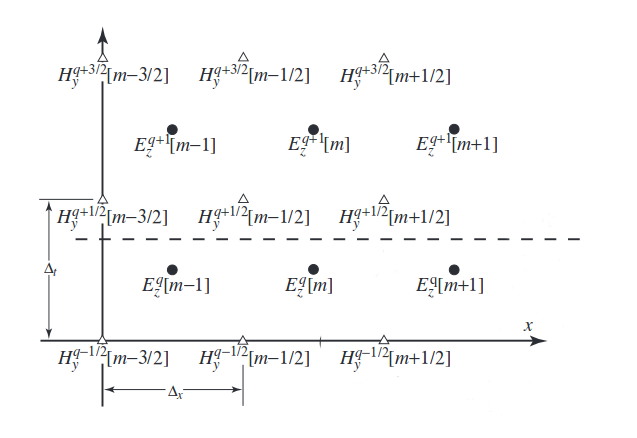 H_y^{q+3/2}[m−3/2] H_y^{q+3/2}[m−1/2] H_y^{q+3/2}[m+1/2]
E_z^{q+1}[m−1] E_z^{q+1}[m] E_z^{q+1}[m+1]
H_y^{q+1/2}[m−3/2] H_y^{q+1/2}[m−1/2] H_y^{q+1/2}[m+1/2]
Δ_t E_z^q[m−1] E_z^q[m] E_z^q[m+1]
x
H_y^{q−1/2}[m−3/2] H_y^{q−1/2}[m−1/2] H_y^{q−1/2}[m+1/2]
Δ_x